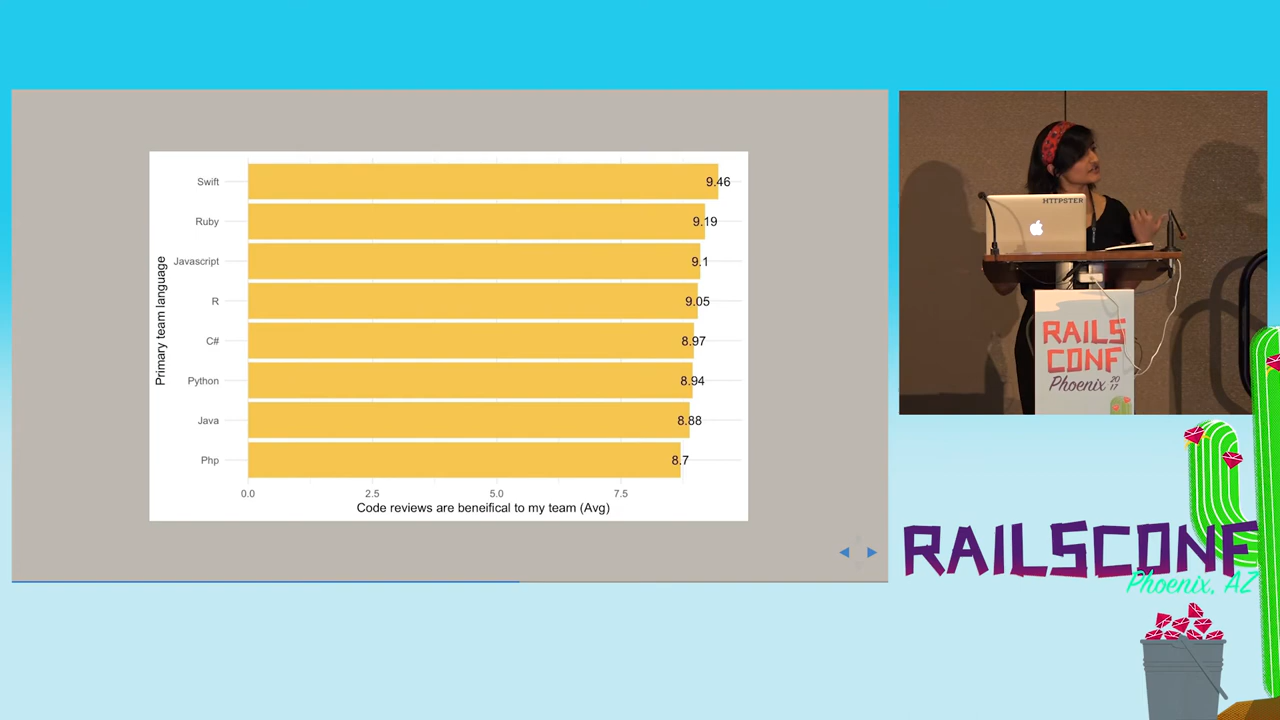 Primary team language
Swift 9.46
Ruby 9.19
Javascript 9.1
R 9.05
C# 8.97
Python 8.94
Java 8.88
Php 8.7
0.0 2.5 5.0 7.5
Code reviews are beneifical to my team (Avg)
HTTPSTER
RAILS
CONF
Phoenix 2017
RAILSCONF
Phoenix, AZ